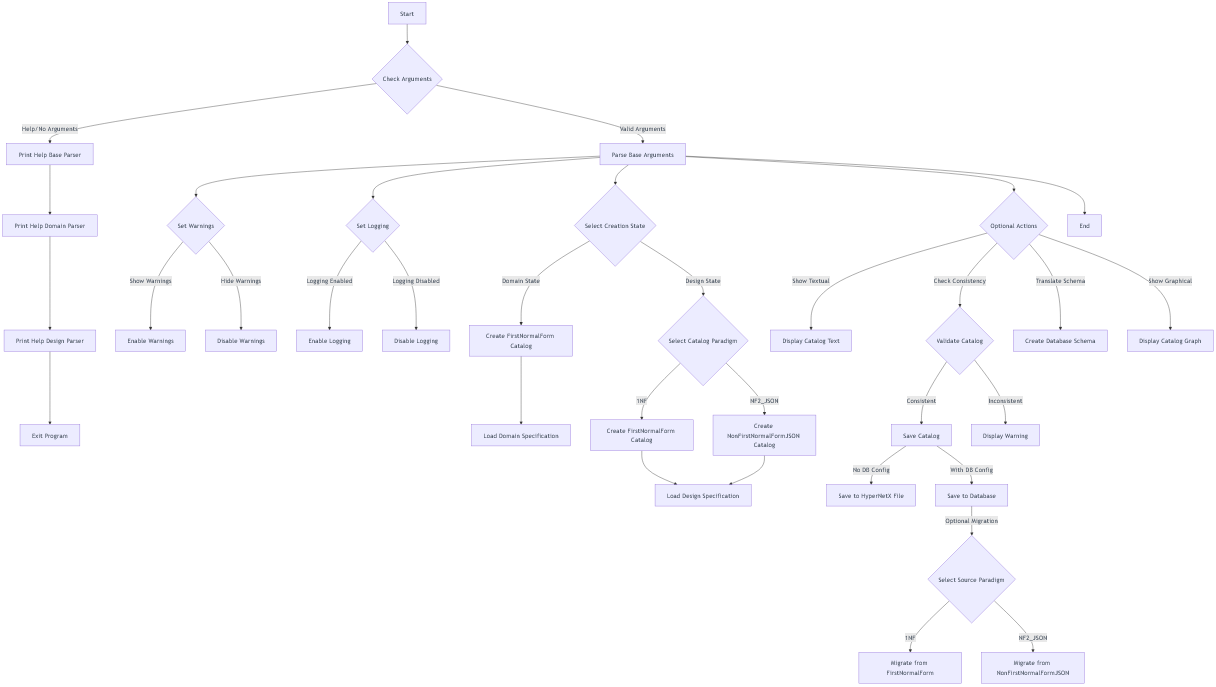 Start
Check Arguments
Help/No Arguments
Valid Arguments
Print Help Base Parser
Parse Base Arguments
Print Help Domain Parser
Set Warnings
Set Logging
Select Creation State
Optional Actions
End
Show Warnings
Hide Warnings
Logging Enabled
Logging Disabled
Domain State
Design State
Show Textual
Check Consistency
Translate Schema
Show Graphical
Print Help Design Parser
Enable Warnings
Disable Warnings
Enable Logging
Disable Logging
Create FirstNormalForm
Catalog
Select Catalog Paradigm
Display Catalog Text
Validate Catalog
Create Database Schema
Display Catalog Graph
1NF
NF2_JSON
Consistent
Inconsistent
Exit Program
Load Domain Specification
Create FirstNormalForm
Catalog
Create
NonFirstNormalFormJSON
Catalog
Save Catalog
Display Warning
No DB Config
With DB Config
Load Design Specification
Save to HyperNetX File
Save to Database
Optional Migration
Select Source Paradigm
1NF
NF2_JSON
Migrate from
FirstNormalForm
Migrate from
NonFirstNormalFormJSON